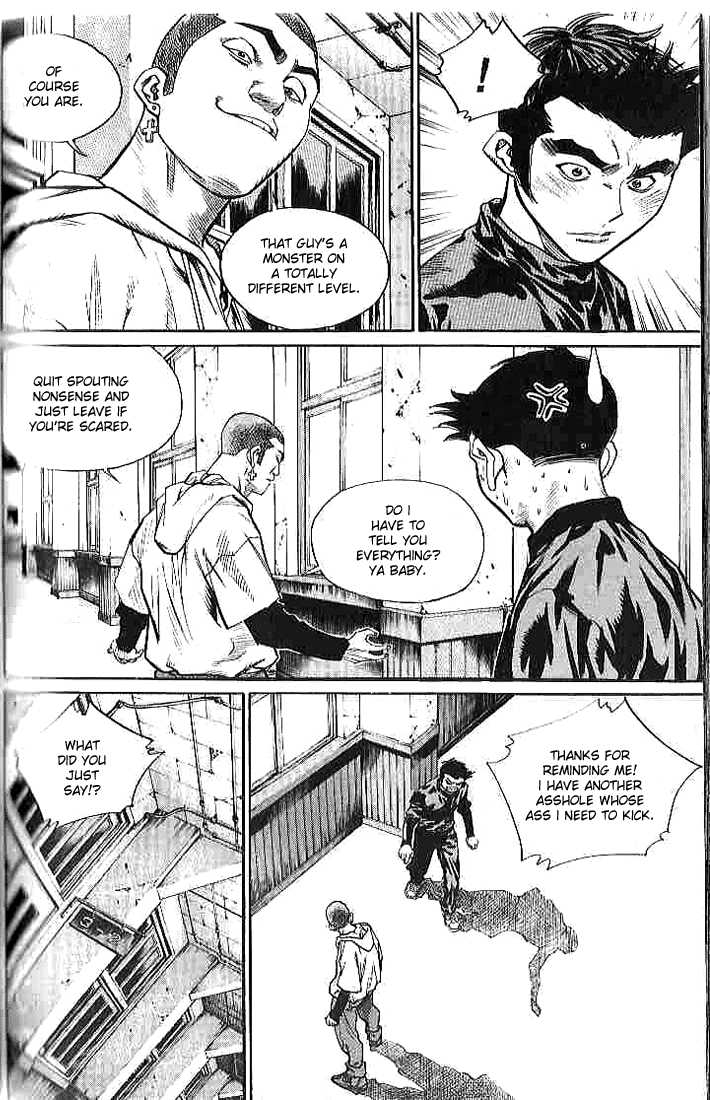 OF
COURSE
YOU ARE.
THAT GUY'S A
MONSTER ON
A TOTALLY
DIFFERENT LEVEL.
!
QUIT SPOUTING
NONSENSE AND
JUST LEAVE IF
YOU'RE SCARED.
DO I
HAVE TO
TELL YOU
EVERYTHING?
YA BABY.
WHAT
DID YOU
JUST
SAY!?
THANKS FOR
REMINDING ME!
I HAVE ANOTHER
ASSHOLE WHOSE
ASS I NEED TO KICK.